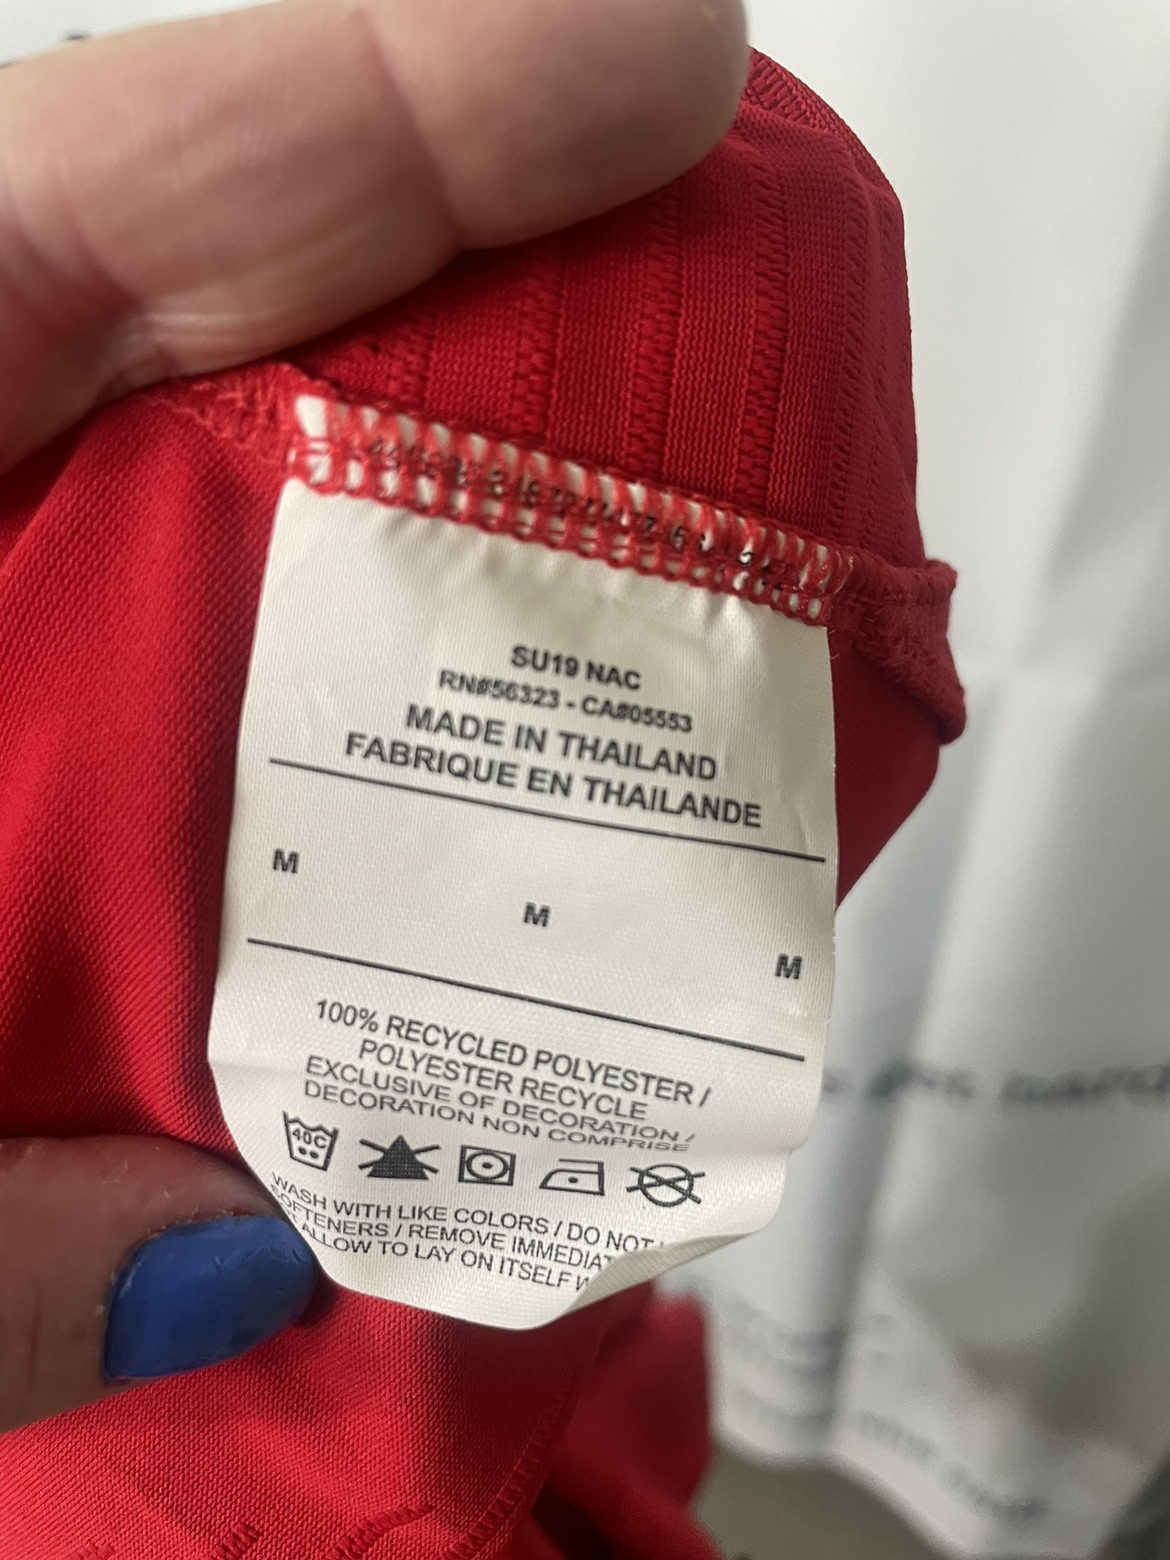 SU19 NAC
RN#56323 - CA#05553
MADE IN THAILAND
FABRIQUE EN THAILANDE
M
M
M
100% RECYCLED POLYESTER /
POLYESTER RECYCLE
EXCLUSIVE OF DECORATION /
DECORATION NON COMPRISE
40C
WASH WITH LIKE COLORS / DO NOT
SOFTENERS / REMOVE
ALLOW TO LAY ON ITSELF